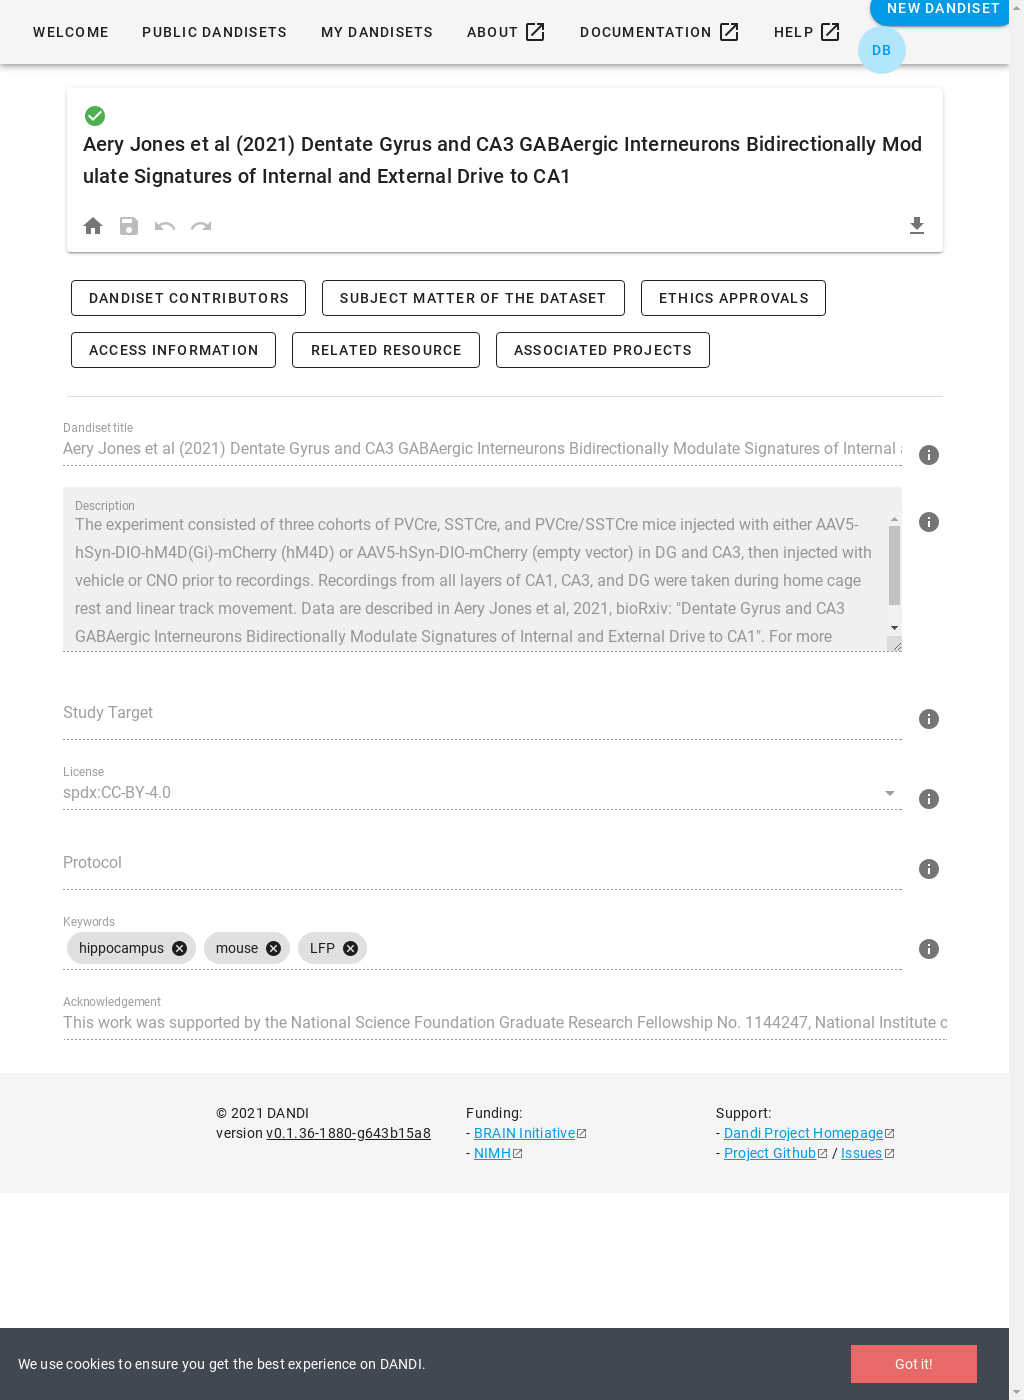 NEW DANDISET
WELCOME PUBLIC DANDISETS MY DANDISETS ABOUT DOCUMENTATION HELP
DB
Aery Jones et al (2021) Dentate Gyrus and CA3 GABAergic Interneurons Bidirectionally Mod
ulate Signatures of Internal and External Drive to CA1
DANDISET CONTRIBUTORS SUBJECT MATTER OF THE DATASET ETHICS APPROVALS
ACCESS INFORMATION RELATED RESOURCE ASSOCIATED PROJECTS
Dandiset title
Aery Jones et al (2021) Dentate Gyrus and CA3 GABAergic Interneurons Bidirectionally Modulate Signatures of Internal
Description
The experiment consisted of three cohorts of PVCre, SSTCre, and PVCre/SSTCre mice injected with either AAV5-
hSyn-DIO-hM4D(Gi)-mCherry (hM4D) or AAV5-hSyn-DIO-mCherry (empty vector) in DG and CA3, then injected with
vehicle or CNO prior to recordings. Recordings from all layers of CA1, CA3, and DG were taken during home cage
rest and linear track movement. Data are described in Aery Jones et al, 2021, bioRxiv: "Dentate Gyrus and CA3
GABAergic Interneurons Bidirectionally Modulate Signatures of Internal and External Drive to CA1". For more
Study Target
License
spdx:CC-BY-4.0
Protocol
Keywords
hippocampus mouse LFP
Acknowledgement
This work was supported by the National Science Foundation Graduate Research Fellowship No. 1144247, National Institute
© 2021 DANDI Funding: Support:
version v0.1.36-1880-g643b15a8 - BRAIN Initiative - Dandi Project Homepage
- NIMH - Project Github / Issues
We use cookies to ensure you get the best experience on DANDI. Got it!